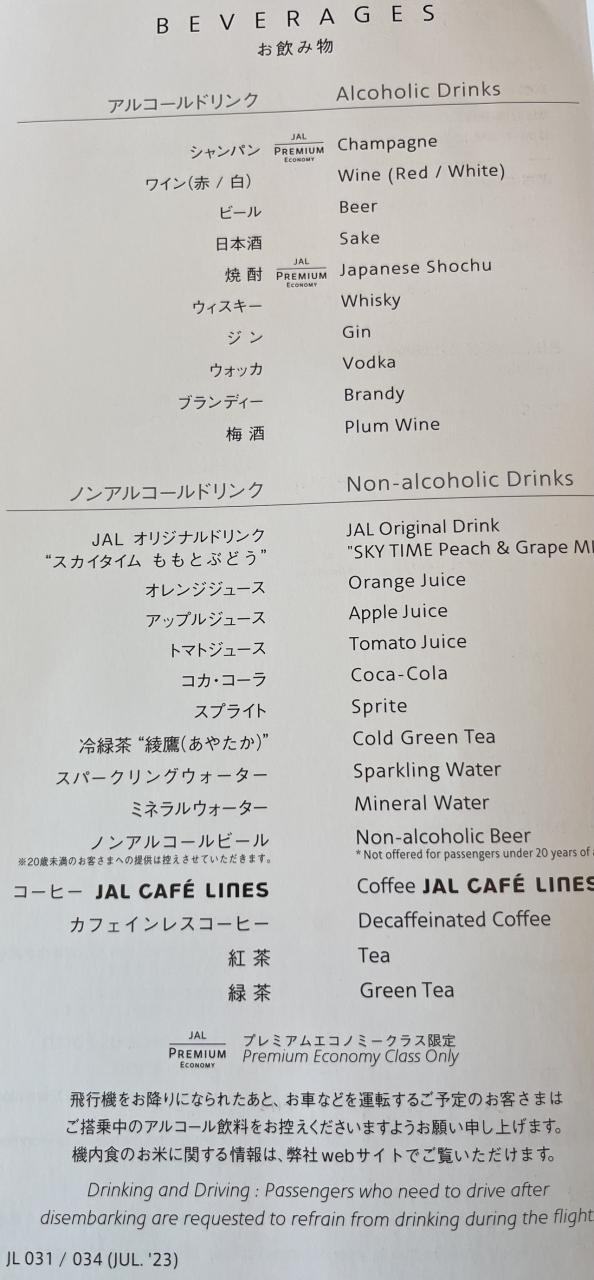 BEVERAGES
お飲み物
アルコールドリンク Alcoholic Drinks
シャンパン JAL PREMIUM ECONOMY Champagne
ワイン(赤 / 白) Wine (Red / White)
ビール Beer
日本酒 Sake
焼酎 JAL PREMIUM ECONOMY Japanese Shochu
ウィスキー Whisky
ジン Gin
ウォッカ Vodka
ブランディー Brandy
梅酒 Plum Wine
ノンアルコールドリンク Non-alcoholic Drinks
JAL オリジナルドリンク JAL Original Drink
“スカイタイム ももとぶどう” "SKY TIME Peach & Grape
オレンジジュース Orange Juice
アップルジュース Apple Juice
トマトジュース Tomato Juice
コカ・コーラ Coca-Cola
スプライト Sprite
冷緑茶 “綾鷹(あやたか)” Cold Green Tea
スパークリングウォーター Sparkling Water
ミネラルウォーター Mineral Water
ノンアルコールビール Non-alcoholic Beer
※20歳未満のお客さまへの提供は控えさせていただきます。 * Not offered for passengers under 20 years of
コーヒー JAL CAFÉ LINES Coffee JAL CAFÉ LINES
カフェインレスコーヒー Decaffeinated Coffee
紅茶 Tea
緑茶 Green Tea
JAL PREMIUM ECONOMY プレミアムエコノミークラス限定
Premium Economy Class Only
飛行機をお降りになられたあと、お車などを運転するご予定のお客さまは
ご搭乗中のアルコール飲料をお控えくださいますようお願い申し上げます。
機内食のお米に関する情報は、弊社webサイトでご覧いただけます。
Drinking and Driving : Passengers who need to drive after
disembarking are requested to refrain from drinking during the flight.
JL 031 / 034 (JUL. '23)